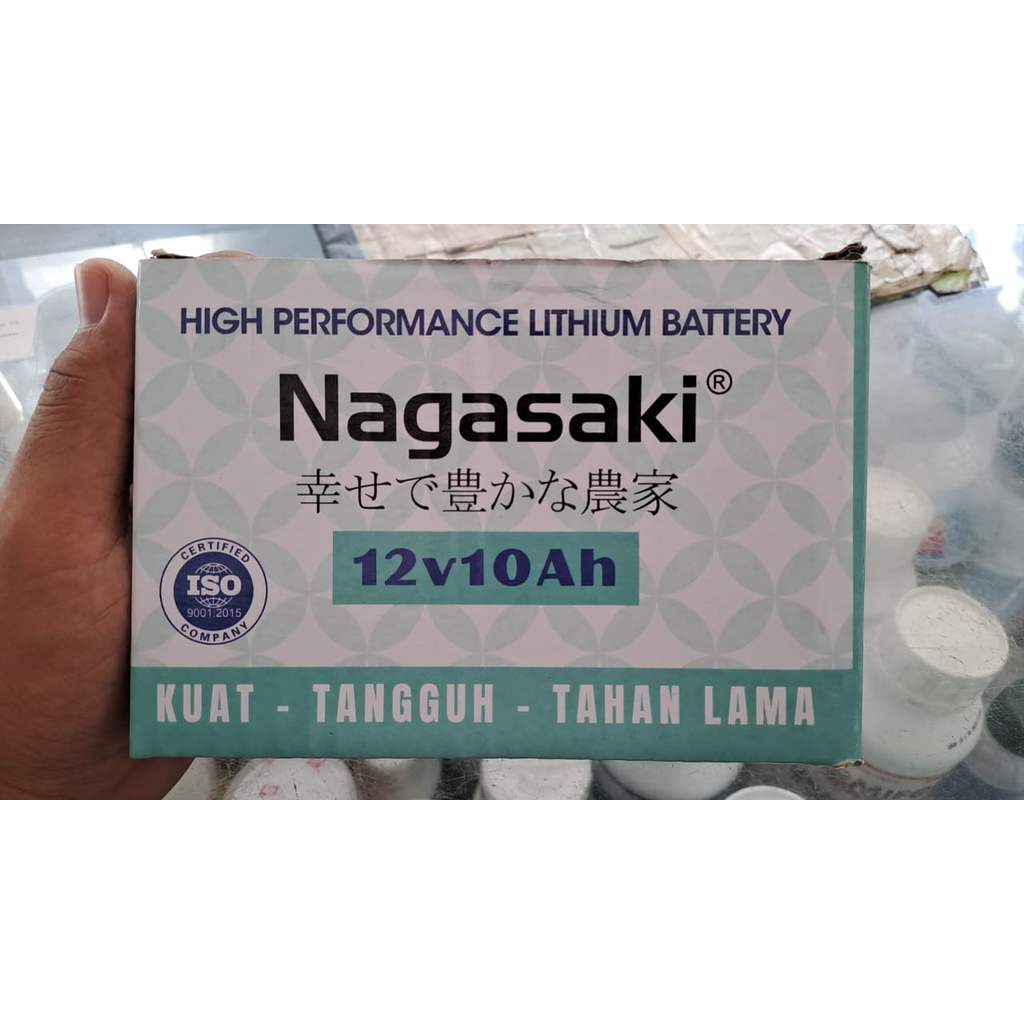 HIGH PERFORMANCE LITHIUM BATTERY
Nagasaki®
幸せで豊かな農家
12v10Ah
CERTIFIED
ISO
9001:2015
COMPANY
KUAT - TANGGUH - TAHAN LAMA